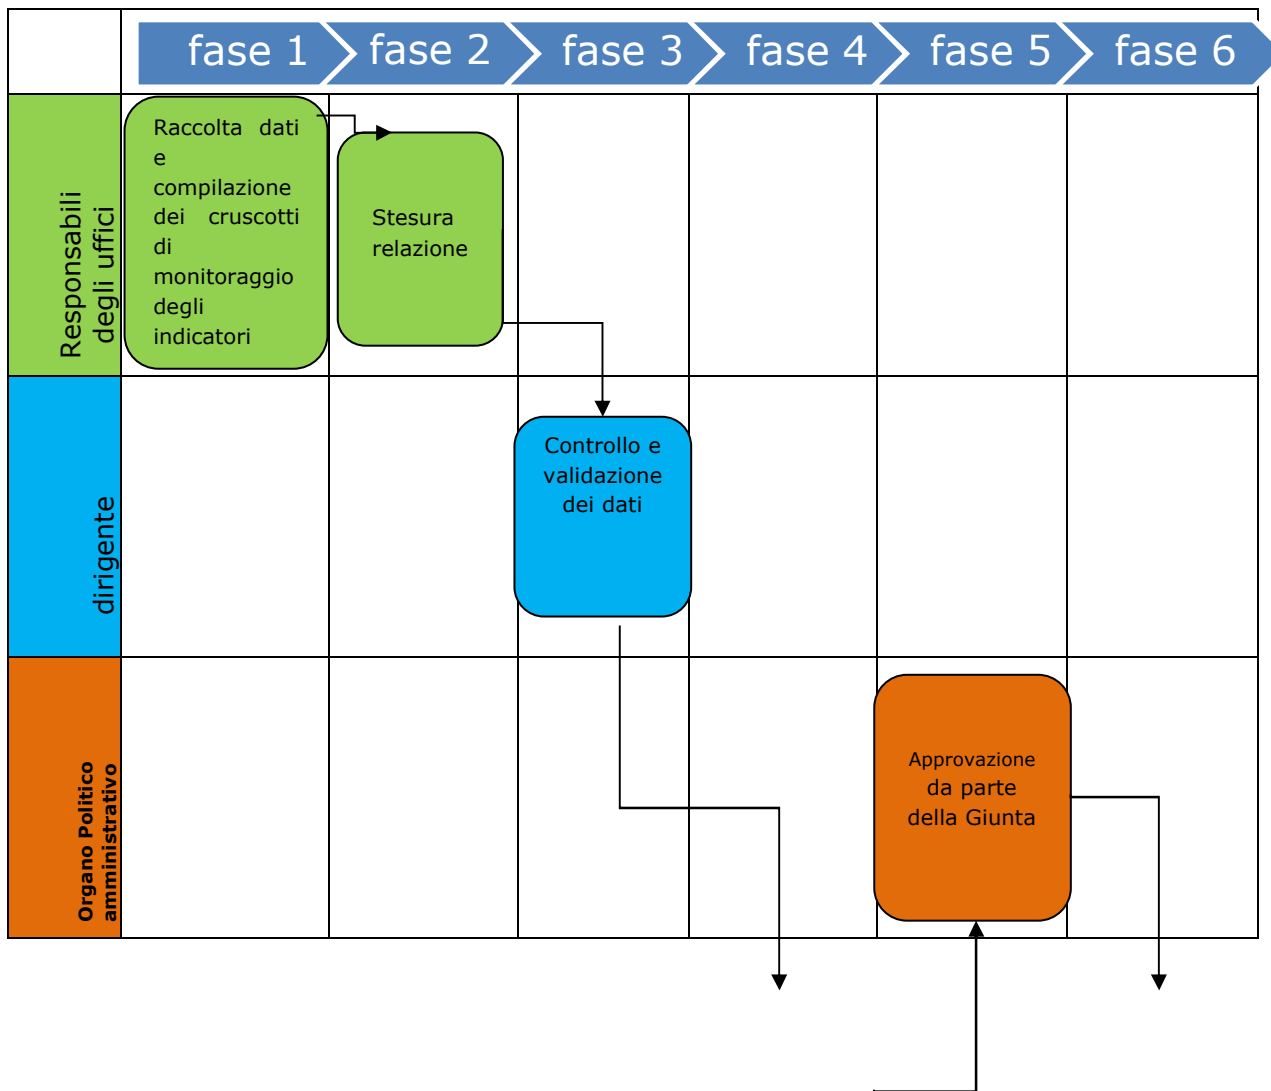 fase 1
fase 2
fase 3
fase 4
fase 5
fase 6
Responsabili
degli uffici
Raccolta dati
e
compilazione
dei cruscotti
di
monitoraggio
degli
indicatori
Stesura
relazione
dirigente
Controllo e
validazione
dei dati
Organo Politico
amministrativo
Approvazione
da parte
della Giunta